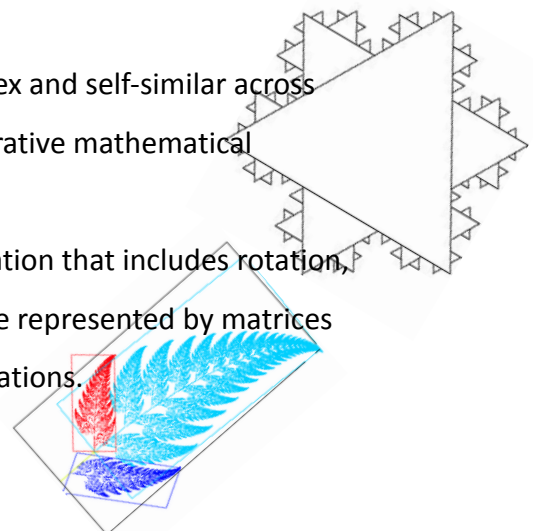 ex and self-similar across
rative mathematical
ation that includes rotation,
e represented by matrices
ations.